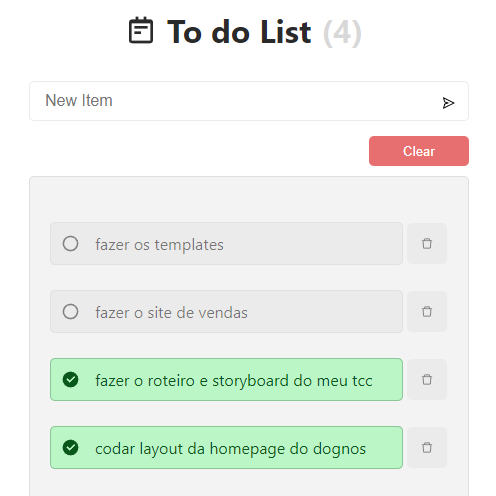 To do List (4)
New Item
Clear
fazer os templates
fazer o site de vendas
fazer o roteiro e storyboard do meu tcc
codar layout da homepage do dognos